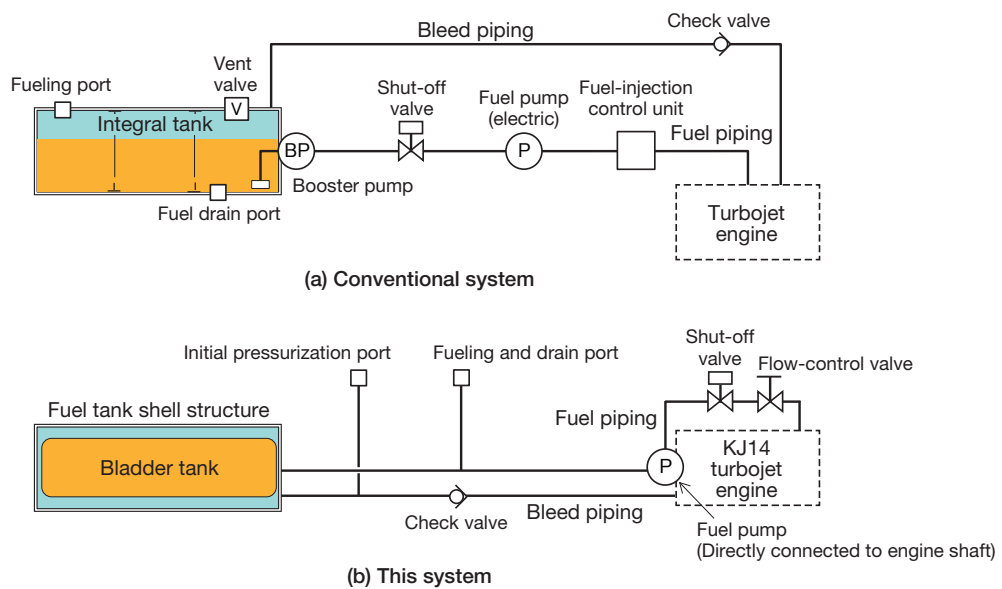 Bleed piping
Check valve
Fueling port
Vent
valve
V
Integral tank
Shut-off
valve
Fuel pump
(electric)
Fuel-injection
control unit
Fuel piping
BP
P
Booster pump
Fuel drain port
Turbojet
engine
(a) Conventional system
Initial pressurization port
Fueling and drain port
Shut-off
valve
Flow-control valve
Fuel tank shell structure
Fuel piping
Bladder tank
P
KJ14
turbojet
engine
Check valve
Bleed piping
Fuel pump
(Directly connected to engine shaft)
(b) This system